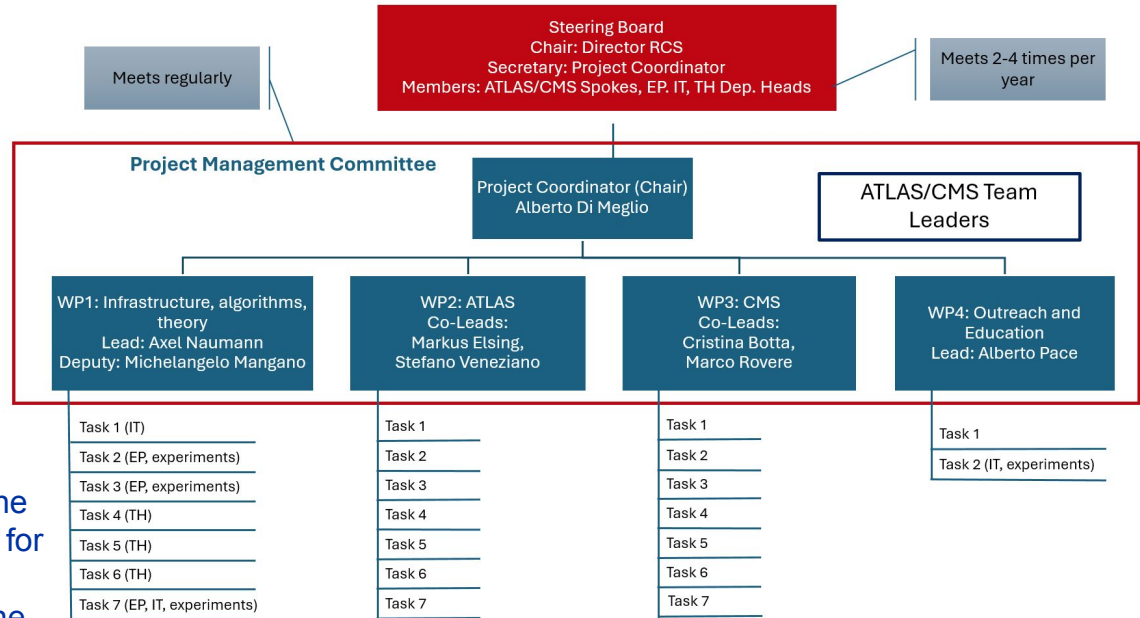 Steering Board
Chair: Director RCS
Secretary: Project Coordinator
Members: ATLAS/CMS Spokes, EP. IT, TH Dep. Heads
Meets regularly
Meets 2-4 times per
year
Project Management Committee
Project Coordinator (Chair)
Alberto Di Meglio
ATLAS/CMS Team
Leaders
WP1: Infrastructure, algorithms,
theory
Lead: Axel Naumann
Deputy: Michelangelo Mangano
WP2: ATLAS
Co-Leads:
Markus Elsing,
Stefano Veneziano
WP3: CMS
Co-Leads:
Cristina Botta,
Marco Rovere
WP4: Outreach and
Education
Lead: Alberto Pace
Task 1 (IT)
Task 2 (EP, experiments)
Task 3 (EP, experiments)
Task 4 (TH)
Task 5 (TH)
Task 6 (TH)
Task 7 (EP, IT, experiments)
Task 1
Task 2
Task 3
Task 4
Task 5
Task 6
Task 7
Task 1
Task 2
Task 3
Task 4
Task 5
Task 6
Task 7
Task 1
Task 2 (IT, experiments)
for